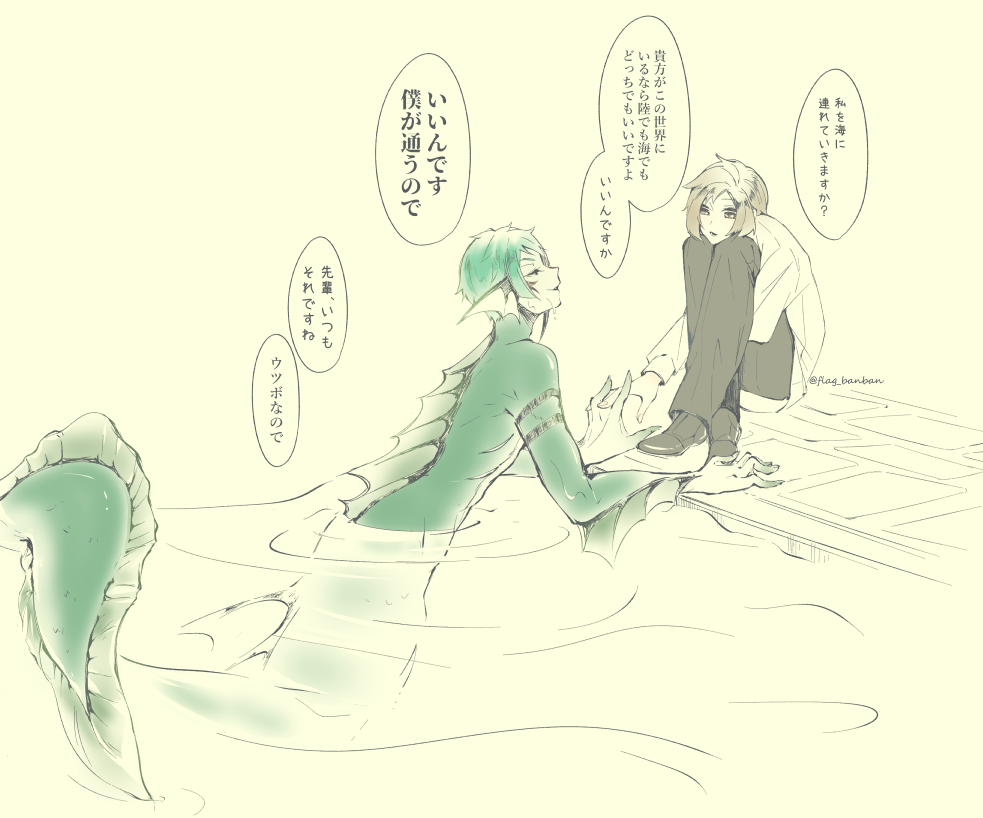 私を海に
連れていきますか？
貴方がこの世界に
いるなら陸でも海でも
どっちでもいいですよ
いいんですか
いいんです
僕が通うので
先輩、いつも
それですね
ウツボなので
@flag_banban